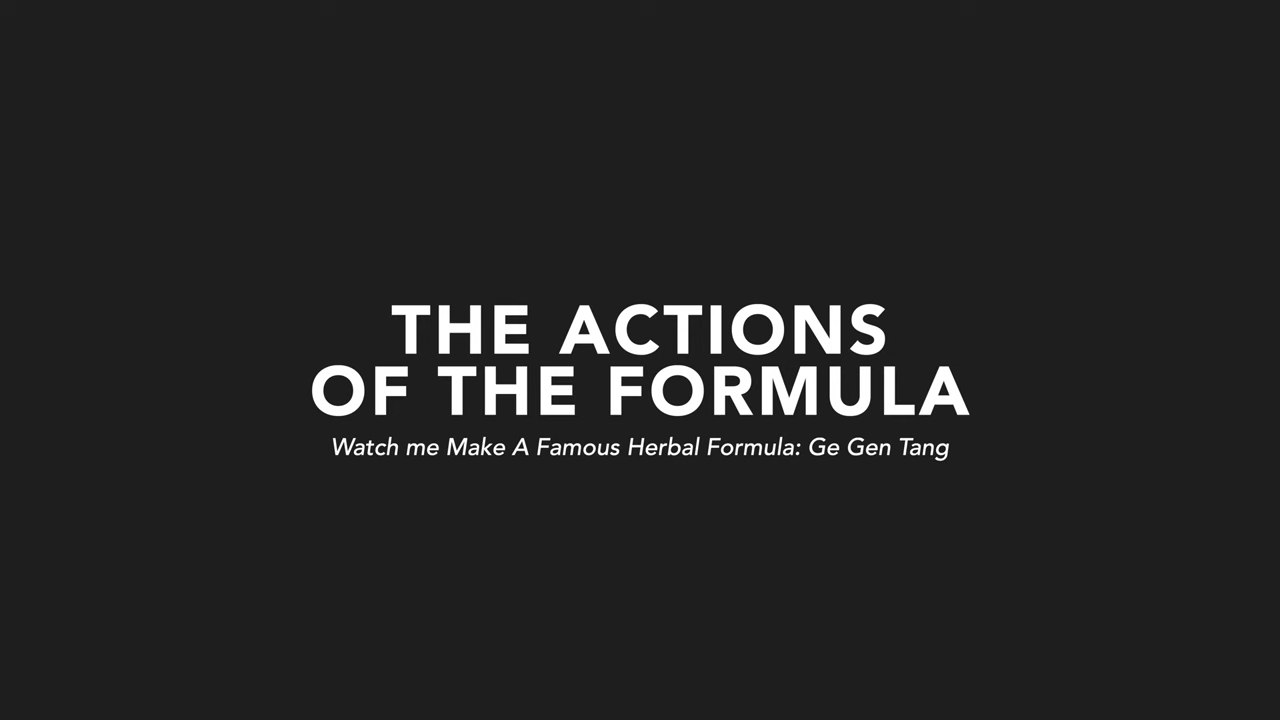 THE ACTIONS
OF THE FORMULA
Watch me Make A Famous Herbal Formula: Ge Gen Tang